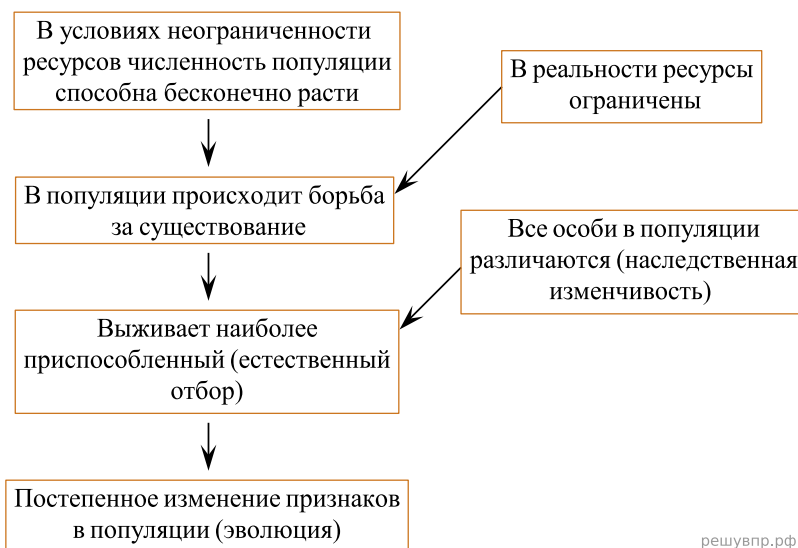 В условиях неограниченности
ресурсов численность популяции
способна бесконечно расти
В реальности ресурсы
ограничены
В популяции происходит борьба
за существование
Все особи в популяции
различаются (наследственная
изменчивость)
Выживает наиболее
приспособленный (естественный
отбор)
Постепенное изменение признаков
в популяции (эволюция)
решувпр.рф